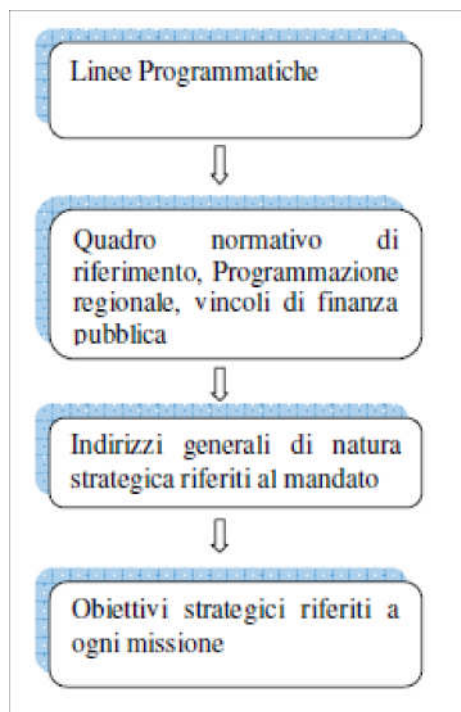 Linee Programmatiche
Quadro normativo di
riferimento, Programmazione
regionale, vincoli di finanza
pubblica
Indirizzi generali di natura
strategica riferiti al mandato
Obiettivi strategici riferiti a
ogni missione